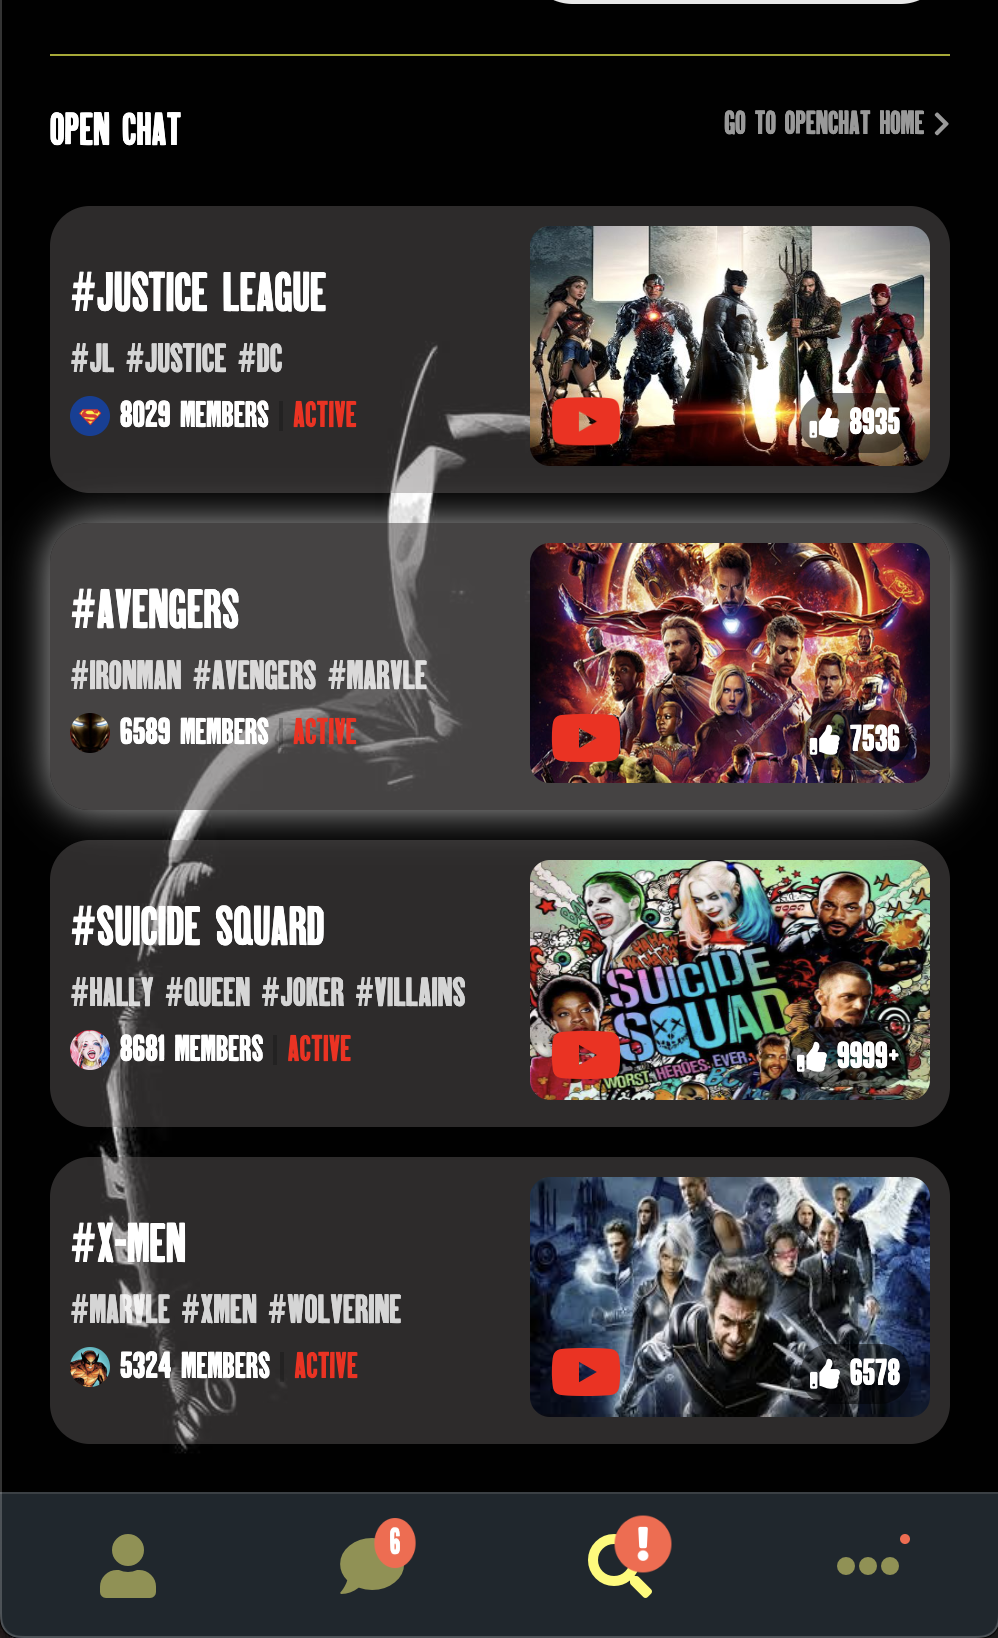 OPEN CHAT
GO TO OPENCHAT HOME
#JUSTICE LEAGUE
#JL #JUSTICE #DC
8029 MEMBERS | ACTIVE
8935
#AVENGERS
#IRONMAN #AVENGERS #MARVLE
6589 MEMBERS | ACTIVE
7536
#SUICIDE SQUARD
#HALLY #QUEEN #JOKER #VILLAINS
8681 MEMBERS | ACTIVE
SUICIDE
SQUAD
WORST. HEROES. EVER.
9999+
#X-MEN
#MARVLE #XMEN #WOLVERINE
5324 MEMBERS | ACTIVE
6578
6
!